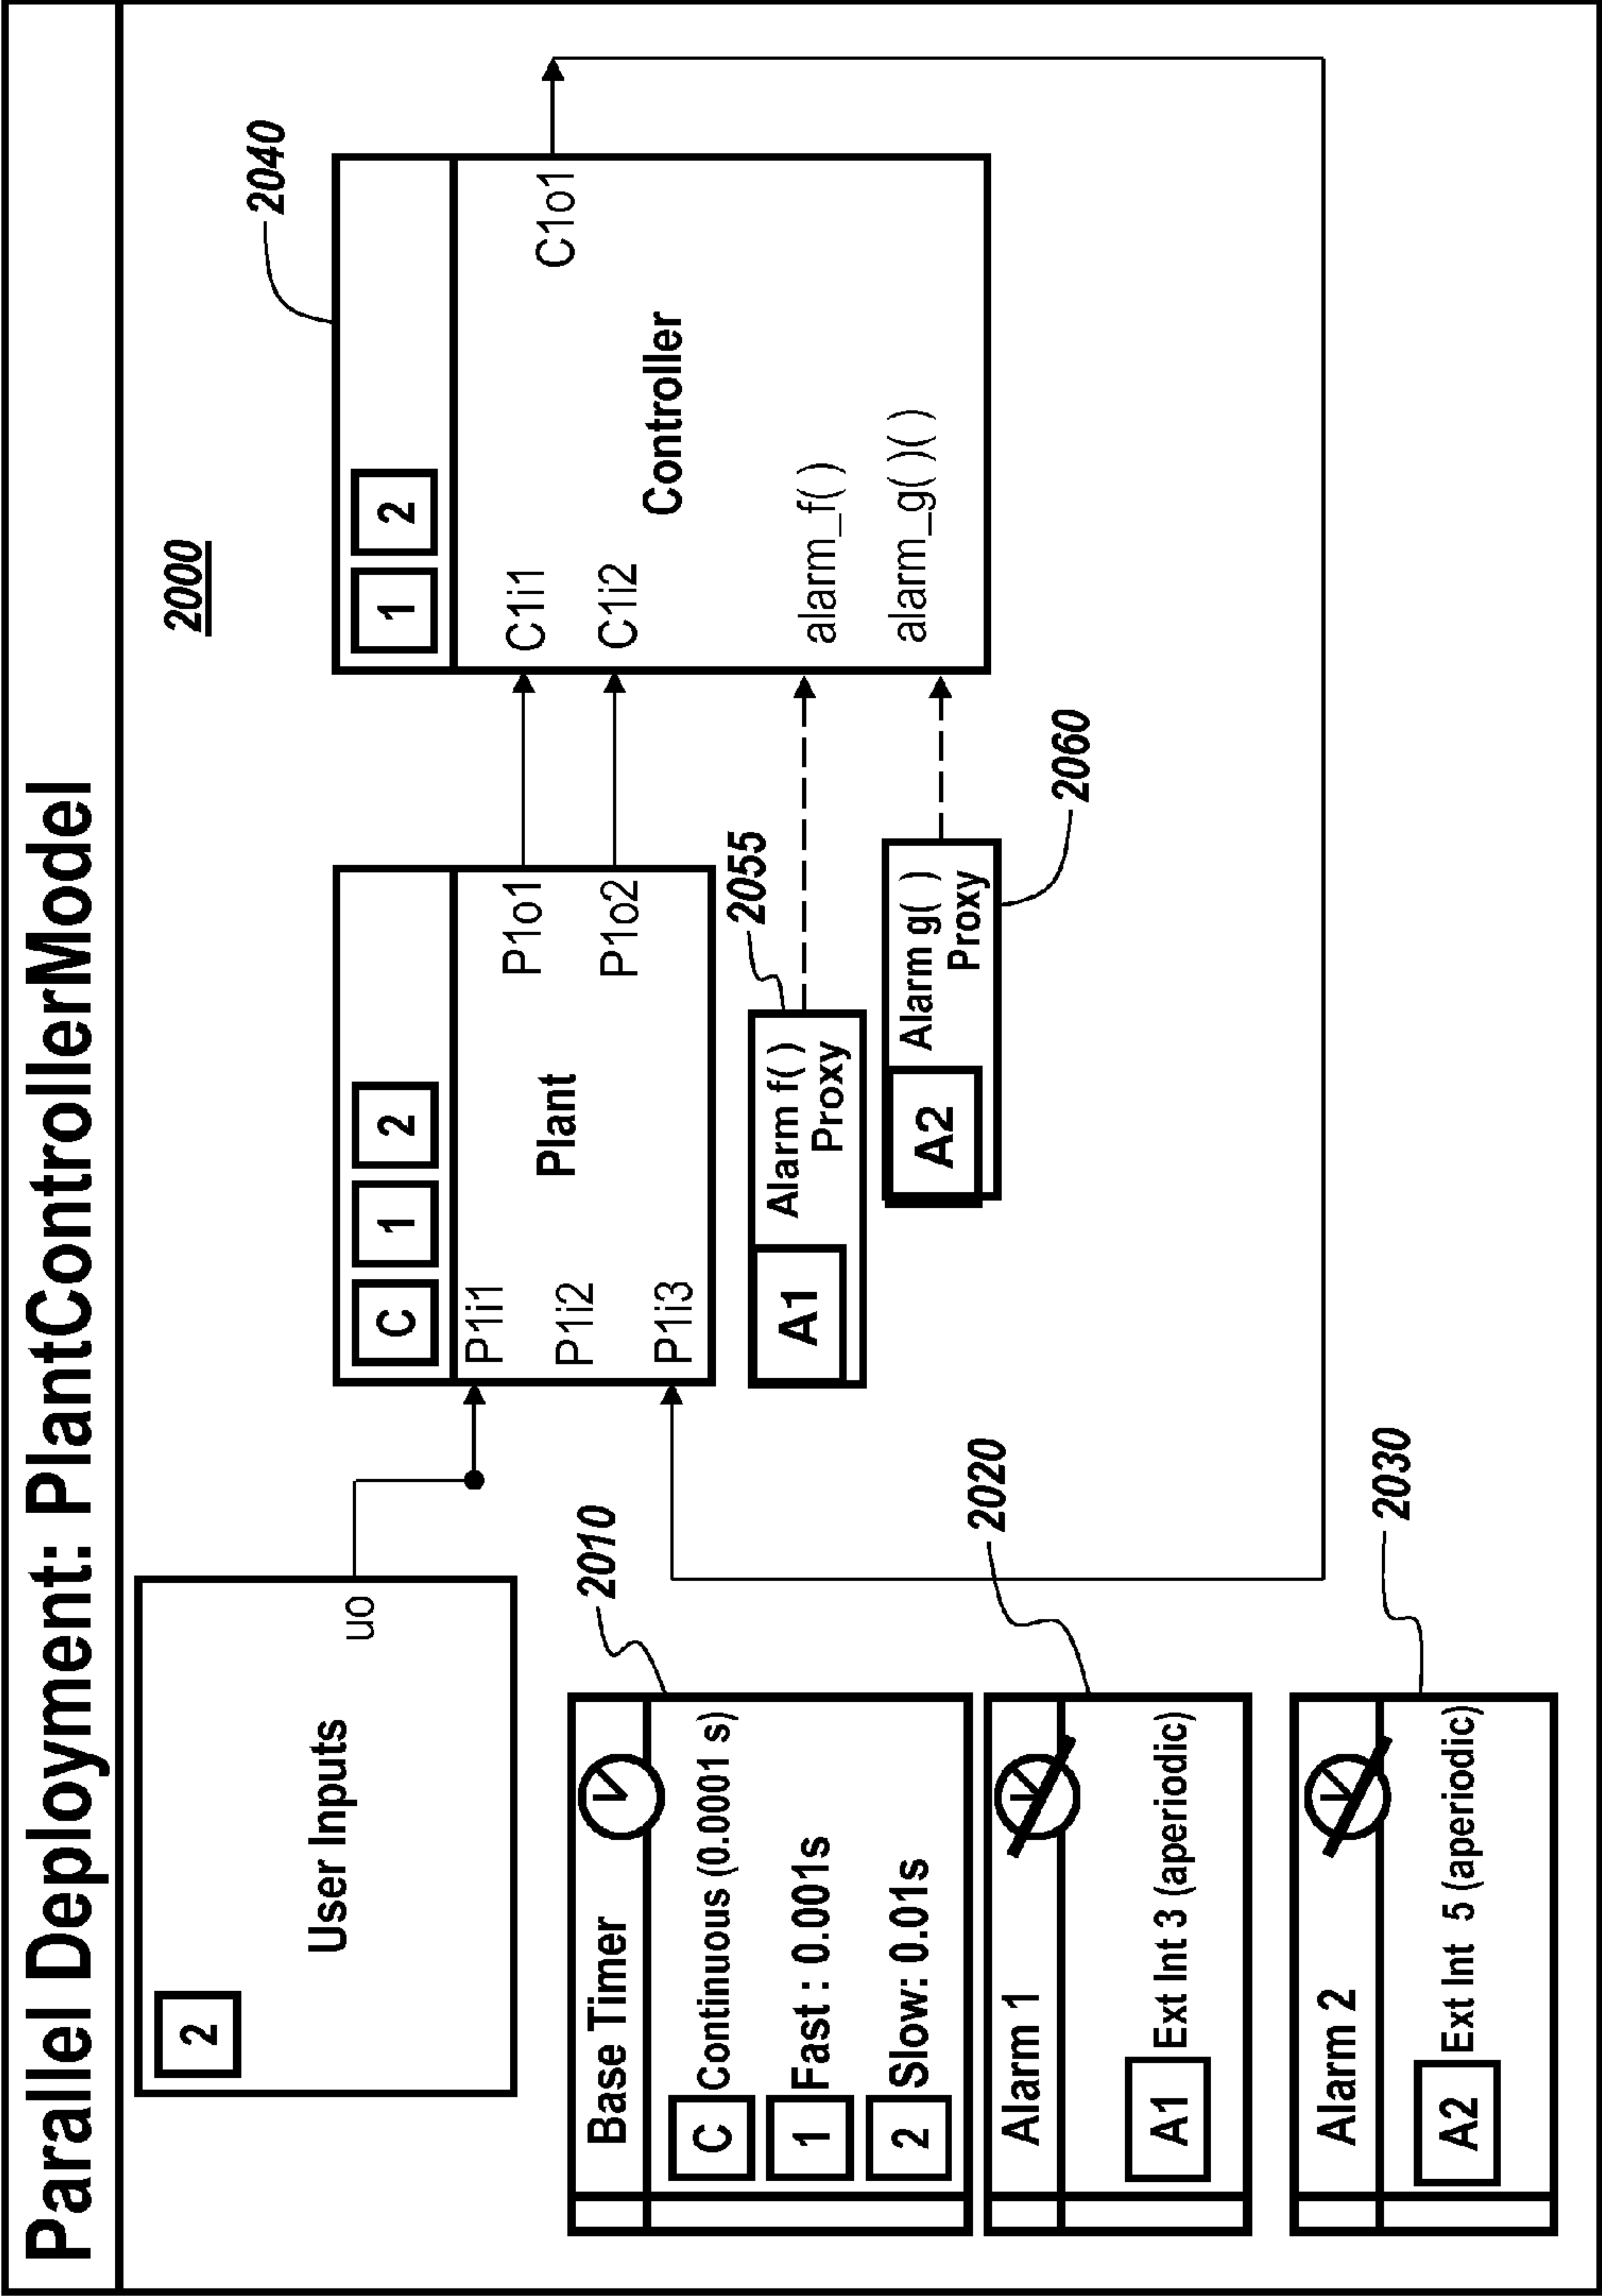 Parallel Deployment: PlantControllerModel
2000
2
User Inputs
uo
C 1 2
P1i1
P1i2
P1i3
Plant
P1o1
P1o2
2040
1 2
C1i1
C1i2
Controller
C1o1
alarm_f( )
alarm_g( )( )
2055
A1 Alarm f( )
Proxy
A2 Alarm g( )
Proxy
2060
2010
Base Timer
C Continuous (0.0001 s)
1 Fast : 0.001s
2 Slow: 0.01s
2020
Alarm 1
A1 Ext Int 3 (aperiodic)
2030
Alarm 2
A2 Ext Int 5 (aperiodic)